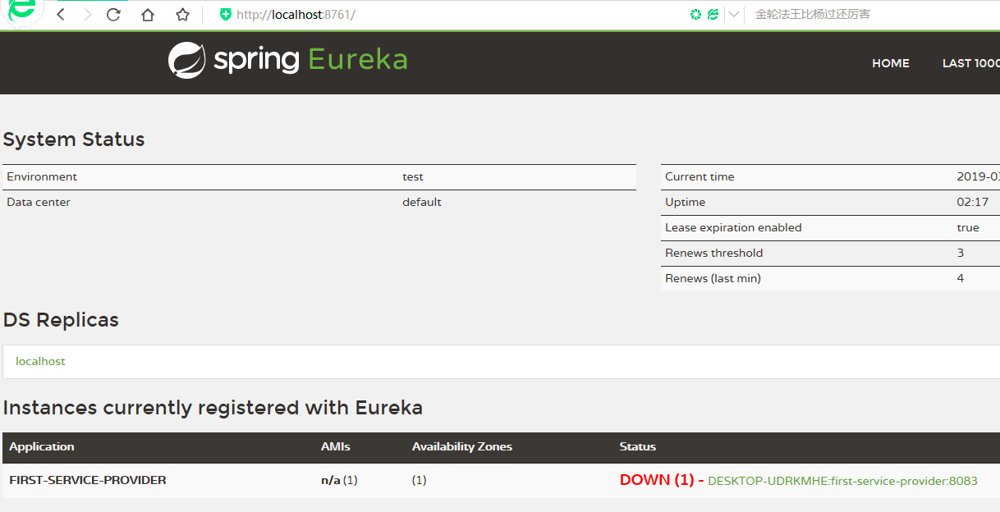 http://localhost:8761/
金轮法王比杨过还厉害
spring Eureka
HOME
LAST 1000
System Status
Environment test
Data center default
Current time 2019-03
Uptime 02:17
Lease expiration enabled true
Renews threshold 3
Renews (last min) 4
DS Replicas
localhost
Instances currently registered with Eureka
Application AMIs Availability Zones Status
FIRST-SERVICE-PROVIDER n/a (1) (1) DOWN (1) - DESKTOP-UDRKMHE:first-service-provider:8083